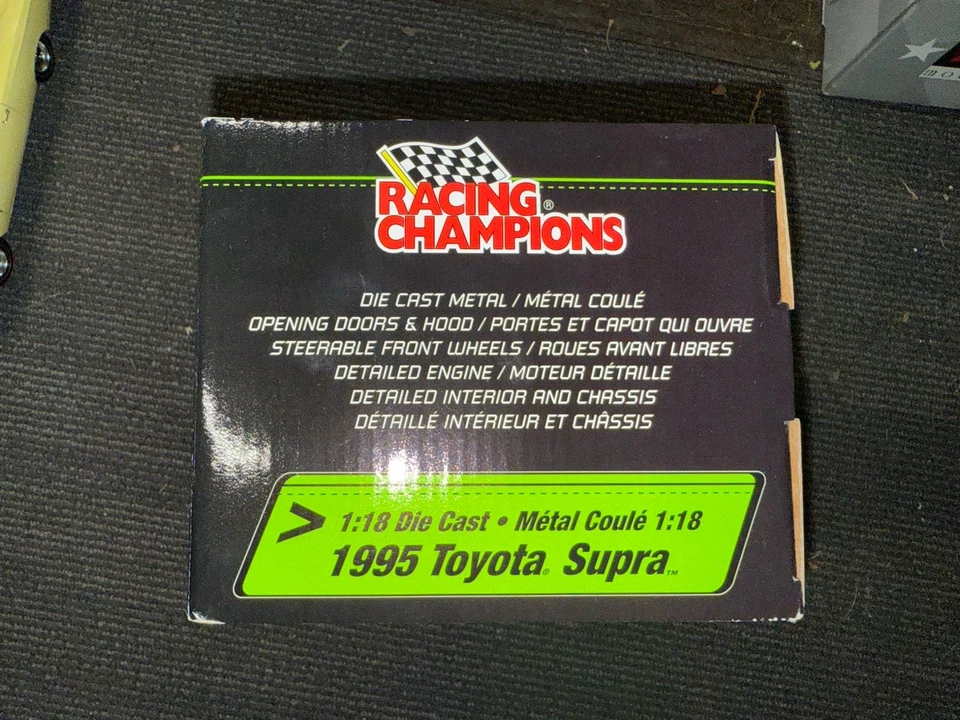 RACING ®
CHAMPIONS
DIE CAST METAL / MÉTAL COULÉ
OPENING DOORS & HOOD / PORTES ET CAPOT QUI OUVRE
STEERABLE FRONT WHEELS / ROUES AVANT LIBRES
DETAILED ENGINE / MOTEUR DÉTAILLE
DETAILED INTERIOR AND CHASSIS
DÉTAILLÉ INTÉRIEUR ET CHÂSSIS
> 1:18 Die Cast • Métal Coulé 1:18
1995 Toyota® Supra™